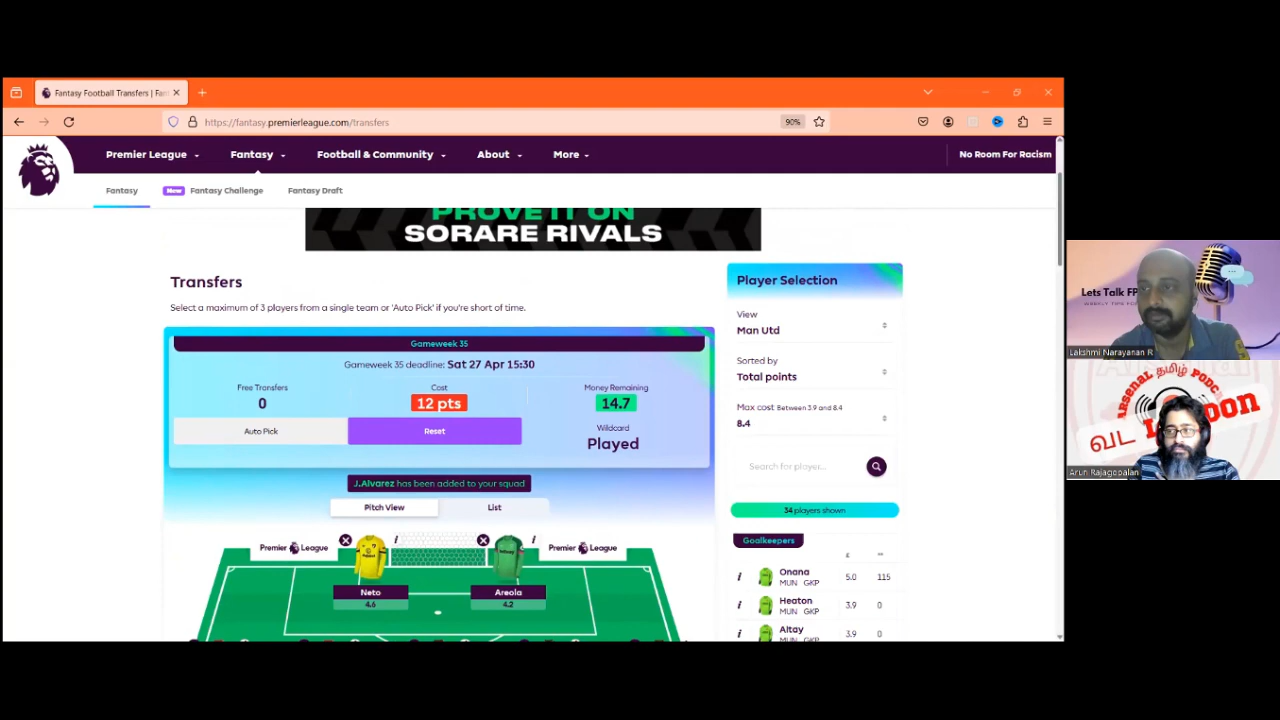 Fantasy Football Transfers | Fan
https://fantasy.premierleague.com/transfers
90%
Premier League
Fantasy
Football & Community
About
More
No Room For Racism
Fantasy
New Fantasy Challenge
Fantasy Draft
PROVE IT ON
SORARE RIVALS
Transfers
Select a maximum of 3 players from a single team or 'Auto Pick' if you're short of time.
Gameweek 35
Gameweek 35 deadline: Sat 27 Apr 15:30
Free Transfers
0
Cost
12 pts
Money Remaining
14.7
Auto Pick
Reset
Wildcard
Played
J.Alvarez has been added to your squad
Pitch View
List
Premier League
Premier League
Neto
4.6
Areola
4.2
Player Selection
View
Man Utd
Sorted by
Total points
Max cost Between 3.9 and 8.4
8.4
Search for player...
34 players shown
Goalkeepers
£
**
Onana
MUN GKP
5.0
115
Heaton
MUN GKP
3.9
0
Altay
MUN GKP
3.9
0
Lets Talk FP
Lakshmi Narayanan R
ARSENAL தமிழ் PODC
வட
Arun Rajagopalan